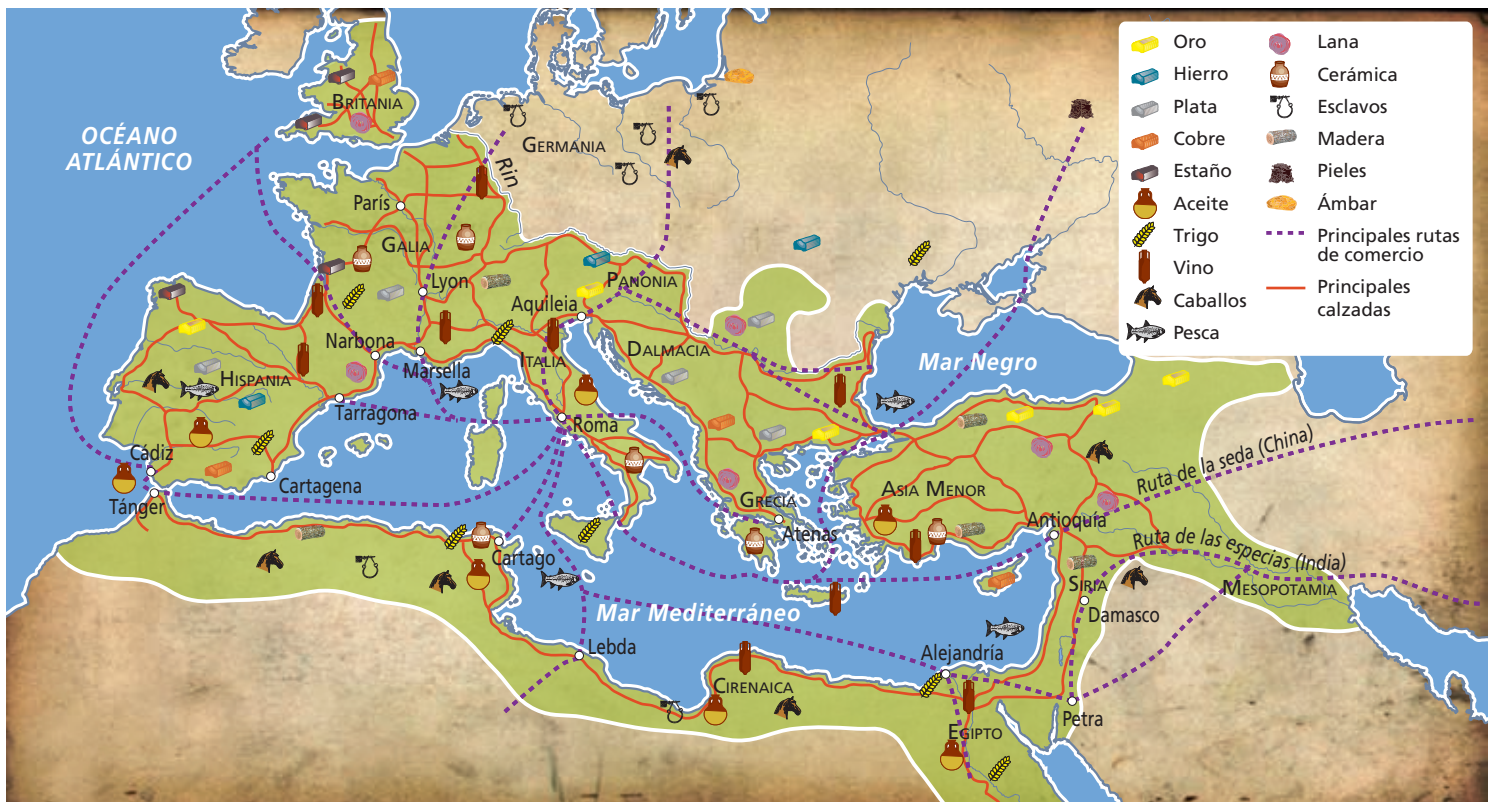 OCÉANO
ATLÁNTICO
BRITANIA
GERMANIA
Rin
París
GALIA
Lyon
PANONIA
Aquileia
Narbona
Marsella
ITALIA
DALMACIA
Mar Negro
HISPANIA
Tarragona
Roma
Cádiz
Cartagena
Tánger
GRECIA
Atenas
ASIA MENOR
Antioquía
Ruta de la seda (China)
Ruta de las especias (India)
Cartago
SIRIA
MESOPOTAMIA
Damasco
Mar Mediterráneo
Lebda
Alejandría
CIRENAICA
Petra
EGIPTO
Oro
Hierro
Plata
Cobre
Estaño
Aceite
Trigo
Vino
Caballos
Pesca
Lana
Cerámica
Esclavos
Madera
Pieles
Ámbar
Principales rutas
de comercio
Principales
calzadas